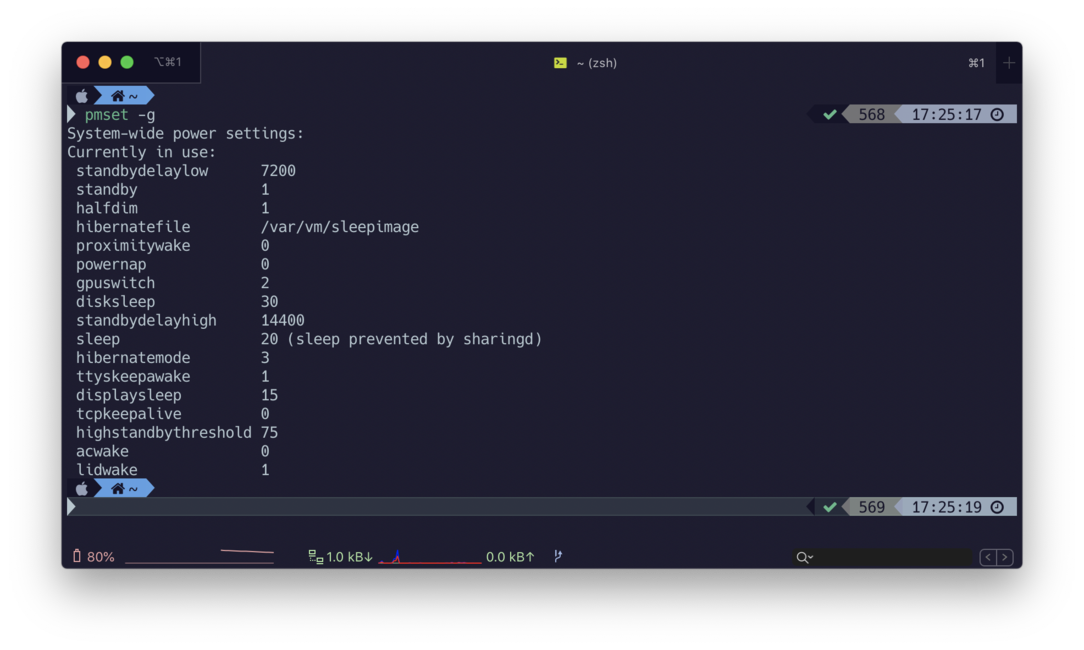 ⌥⌘1
~ (zsh)
⌘1
~
pmset -g
568 17:25:17
System-wide power settings:
Currently in use:
standbydelaylow 7200
standby 1
halfdim 1
hibernatefile /var/vm/sleepimage
proximitywake 0
powernap 0
gpuswitch 2
disksleep 30
standbydelayhigh 14400
sleep 20 (sleep prevented by sharingd)
hibernatemode 3
ttyskeepawake 1
displaysleep 15
tcpkeepalive 0
highstandbythreshold 75
acwake 0
lidwake 1
~
569 17:25:19
80% 1.0 kB↓ 0.0 kB↑